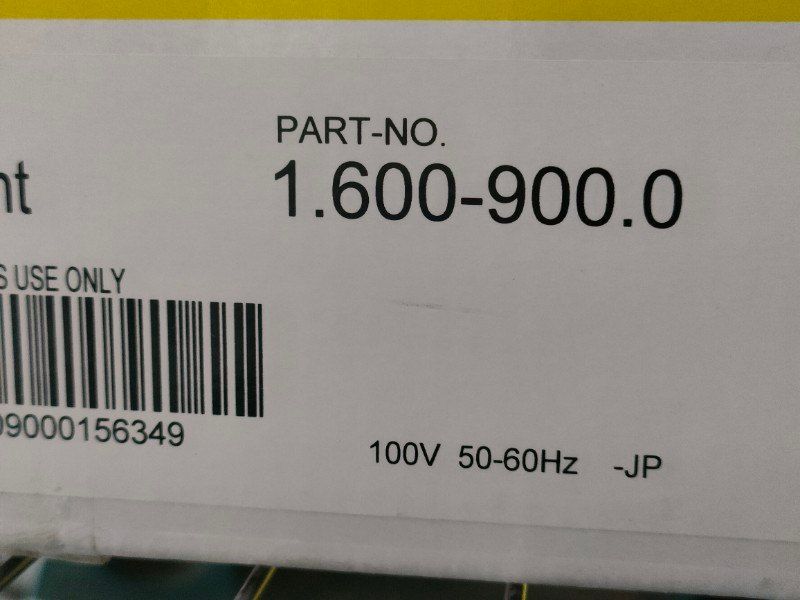 PART-NO.
1.600-900.0
nt
S USE ONLY
09000156349
100V 50-60Hz -JP